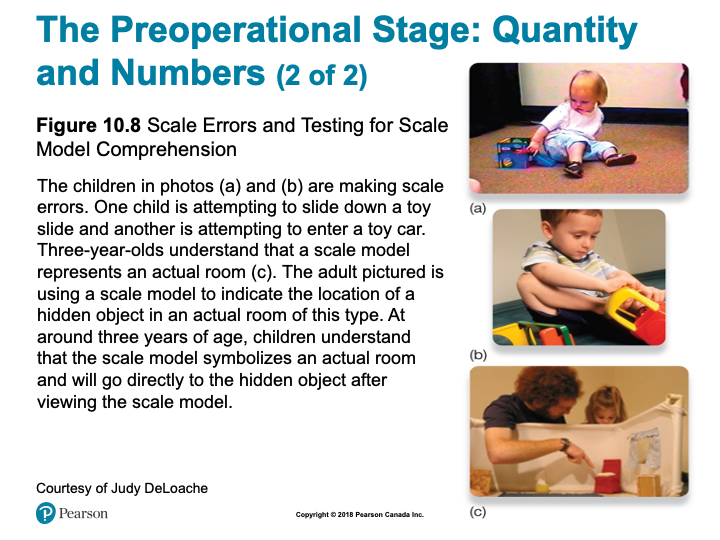 The Preoperational Stage: Quantity
and Numbers (2 of 2)
Figure 10.8 Scale Errors and Testing for Scale
Model Comprehension
The children in photos (a) and (b) are making scale
errors. One child is attempting to slide down a toy
slide and another is attempting to enter a toy car.
Three-year-olds understand that a scale model
represents an actual room (c). The adult pictured is
using a scale model to indicate the location of a
hidden object in an actual room of this type. At
around three years of age, children understand
that the scale model symbolizes an actual room
and will go directly to the hidden object after
viewing the scale model.
(a)
(b)
(c)
Courtesy of Judy DeLoache
P Pearson
Copyright © 2018 Pearson Canada Inc.